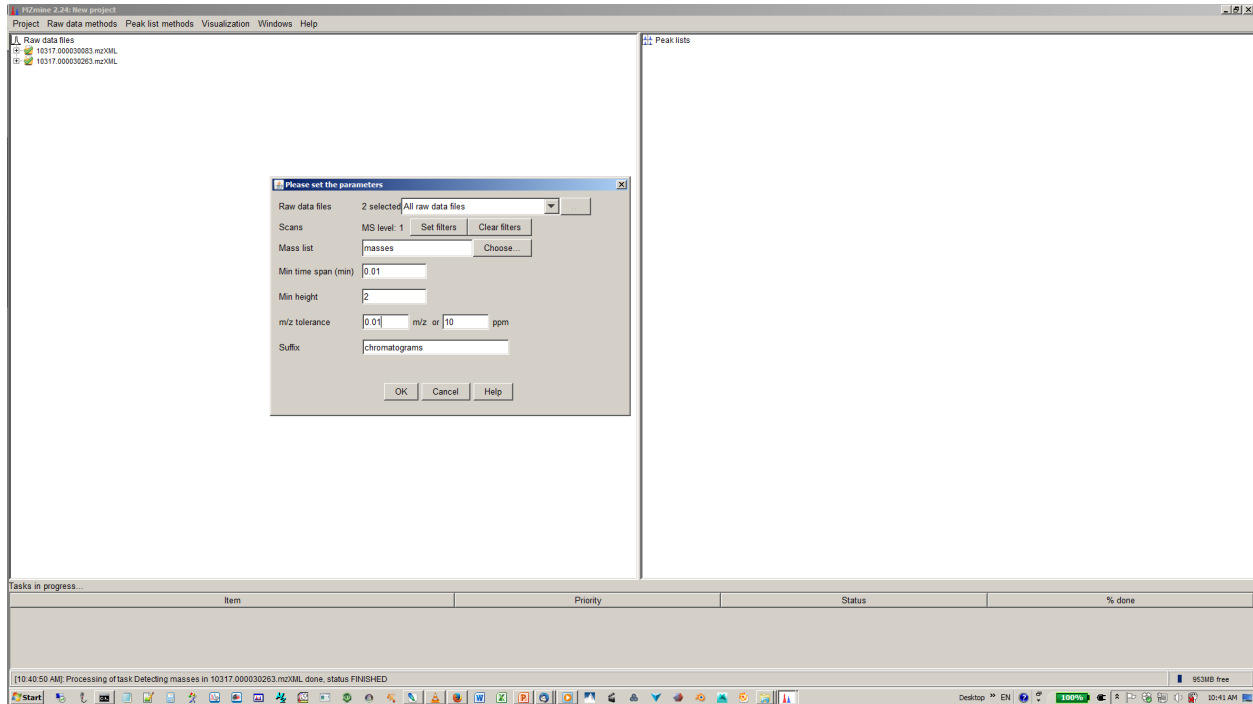 MZmine 2.24: New project
Project Raw data methods Peak list methods Visualization Windows Help
Raw data files
10317.000030083.mzXML
10317.000030263.mzXML
Peak lists
Please set the parameters
Raw data files 2 selected All raw data files ...
Scans MS level: 1 Set filters Clear filters
Mass list masses Choose...
Min time span (min) 0.01
Min height 2
m/z tolerance 0.01 m/z or 10 ppm
Suffix chromatograms
OK Cancel Help
Tasks in progress...
Item Priority Status % done
[10:40:50 AM]: Processing of task Detecting masses in 10317.000030263.mzXML done, status FINISHED
953MB free
Start Desktop » EN 100% 10:41 AM